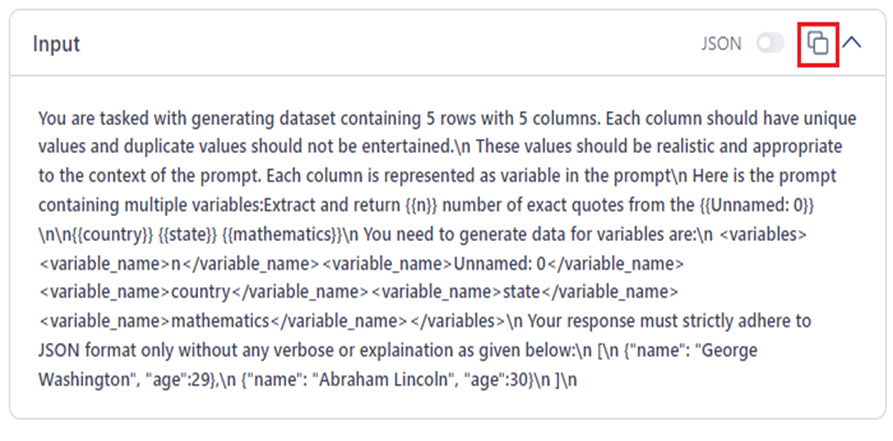 Input
JSON
You are tasked with generating dataset containing 5 rows with 5 columns. Each column should have unique
values and duplicate values should not be entertained.\n These values should be realistic and appropriate
to the context of the prompt. Each column is represented as variable in the prompt\n Here is the prompt
containing multiple variables:Extract and return {{n}} number of exact quotes from the {{Unnamed: 0}}
\n\n{{country}} {{state}} {{mathematics}}\n You need to generate data for variables are:\n <variables>
<variable_name>n</variable_name><variable_name>Unnamed: 0</variable_name>
<variable_name>country</variable_name><variable_name>state</variable_name>
<variable_name>mathematics</variable_name></variables>\n Your response must strictly adhere to
JSON format only without any verbose or explaination as given below:\n [\n {"name": "George
Washington", "age":29},\n {"name": "Abraham Lincoln", "age":30}\n ]\n